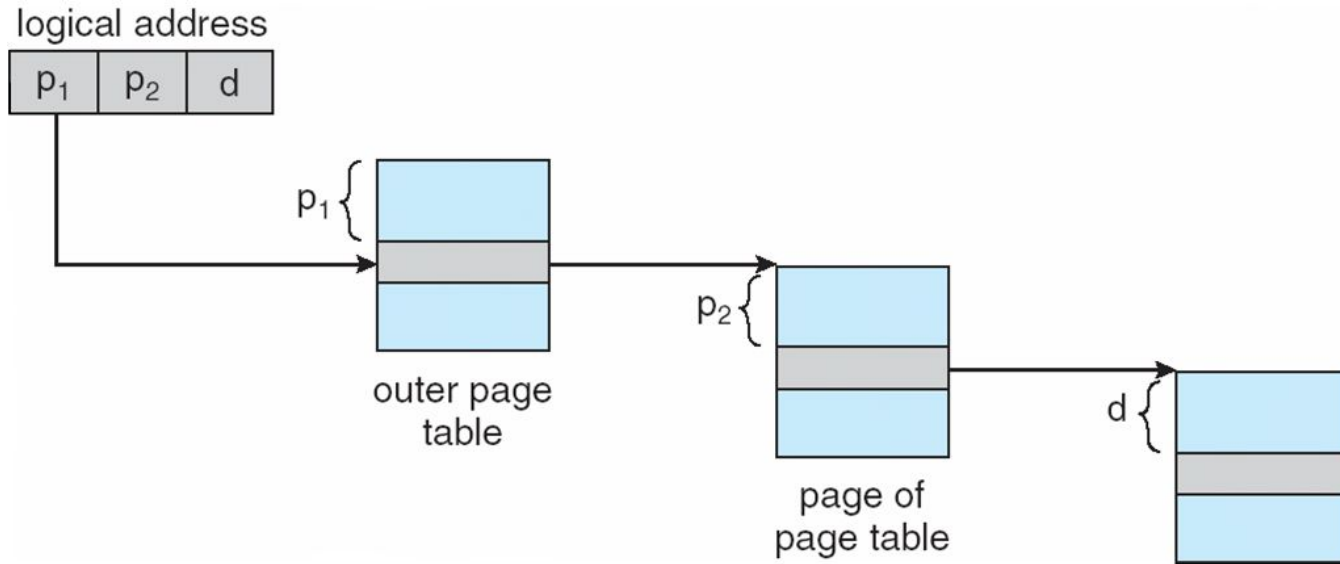 logical address
p₁ p₂ d
p₁
outer page
table
p₂
page of
page table
d